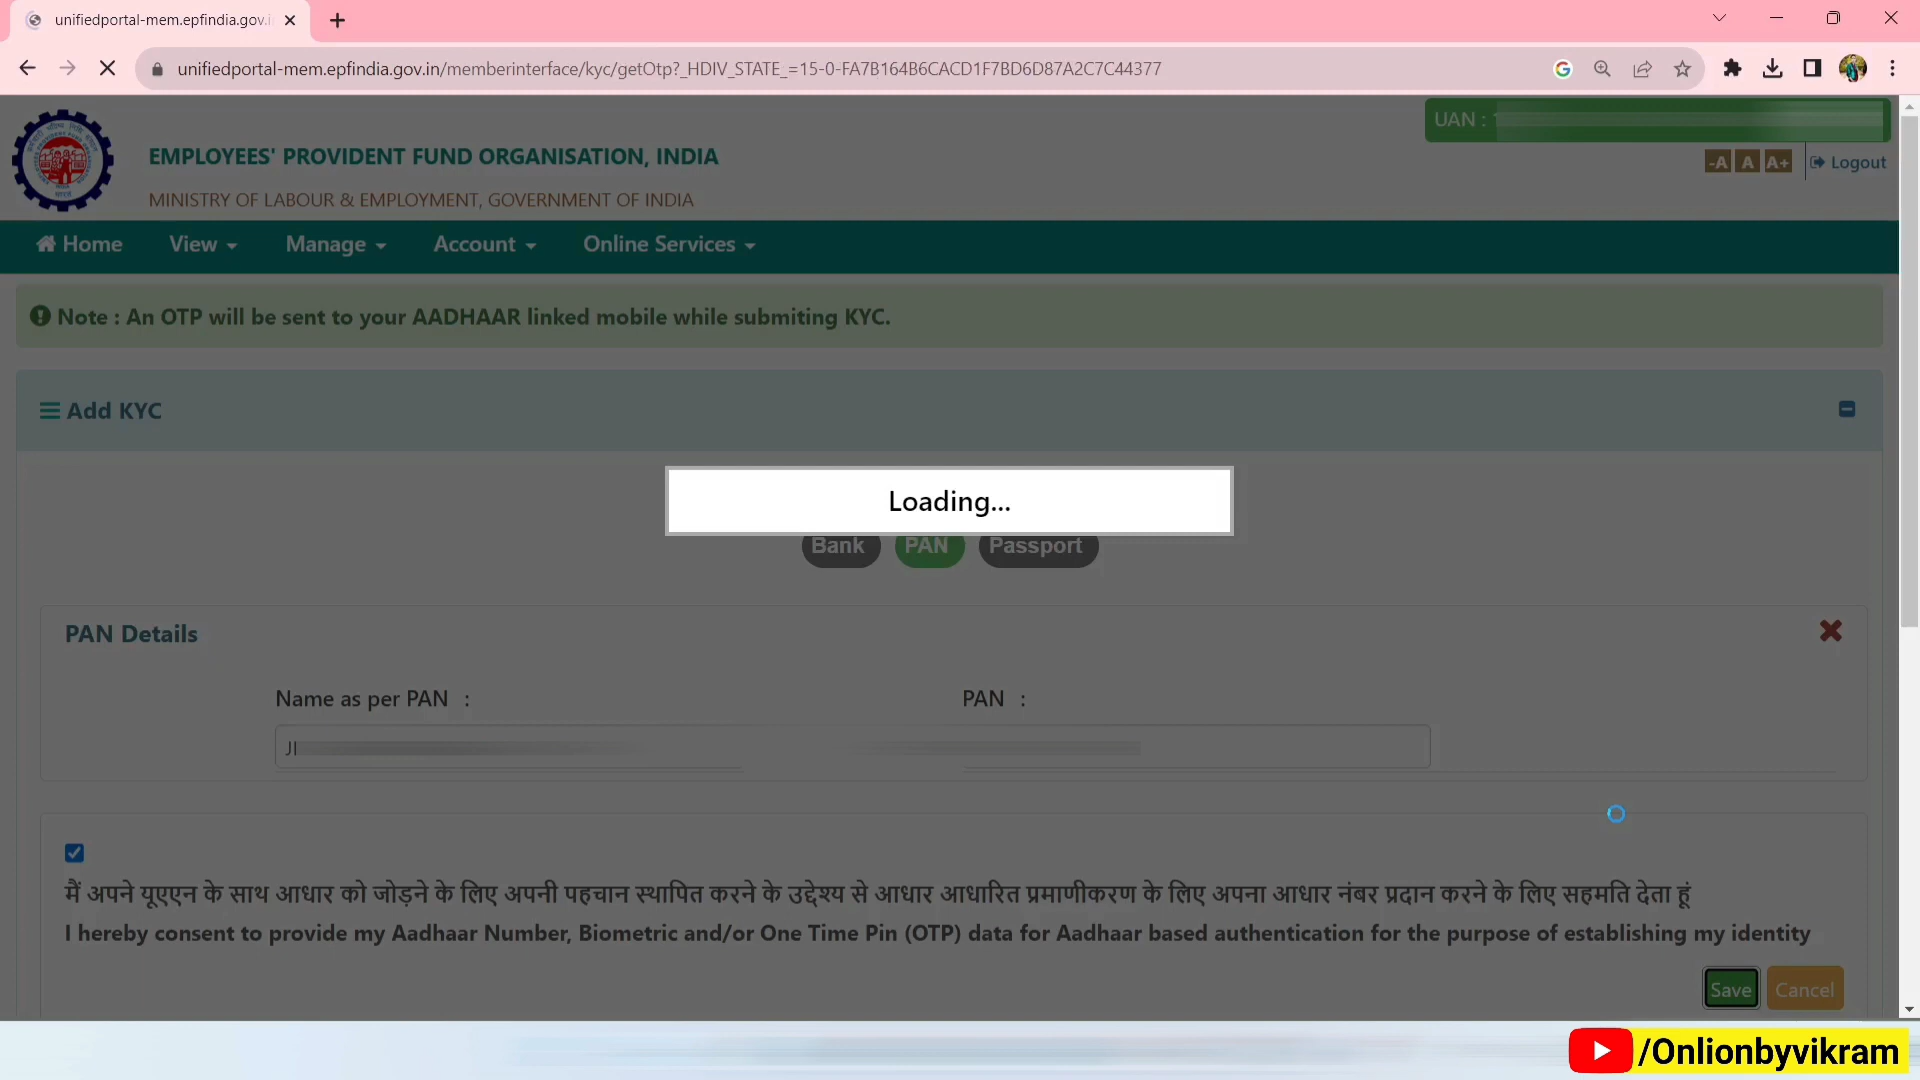 unifiedportal-mem.epfindia.gov.i
unifiedportal-mem.epfindia.gov.in/memberinterface/kyc/getOtp?_HDIV_STATE_=15-0-FA7B164B6CACD1F7BD6D87A2C7C44377
UAN :
EMPLOYEES' PROVIDENT FUND ORGANISATION, INDIA
-A A A+ Logout
MINISTRY OF LABOUR & EMPLOYMENT, GOVERNMENT OF INDIA
Home View Manage Account Online Services
Note : An OTP will be sent to your AADHAAR linked mobile while submiting KYC.
Add KYC
Loading...
Bank PAN Passport
PAN Details
Name as per PAN : PAN :
JI
मैं अपने यूएएन के साथ आधार को जोड़ने के लिए अपनी पहचान स्थापित करने के उद्देश्य से आधार आधारित प्रमाणीकरण के लिए अपना आधार नंबर प्रदान करने के लिए सहमति देता हूं
I hereby consent to provide my Aadhaar Number, Biometric and/or One Time Pin (OTP) data for Aadhaar based authentication for the purpose of establishing my identity
Save Cancel
/Onlionbyvikram